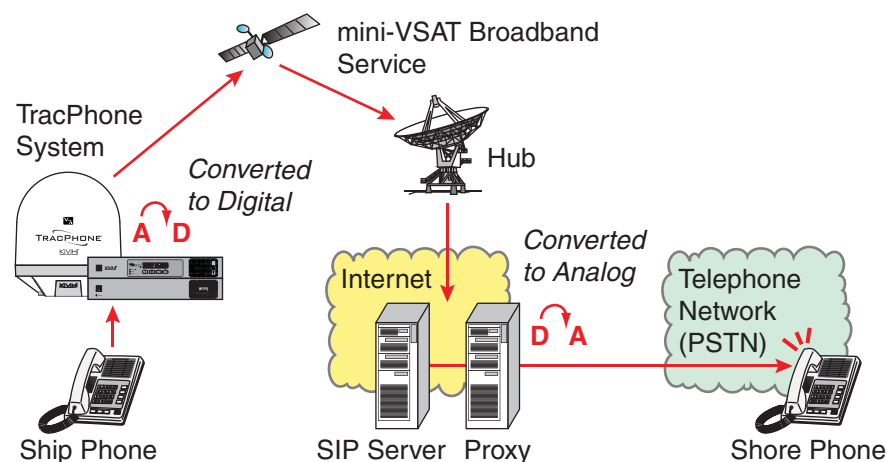 mini-VSAT Broadband
Service
TracPhone
System
Hub
Converted
to Digital
A D
TRACPHONE
KVH
KVH
Converted
to Analog
Internet
D A
Telephone
Network
(PSTN)
Ship Phone
SIP Server
Proxy
Shore Phone